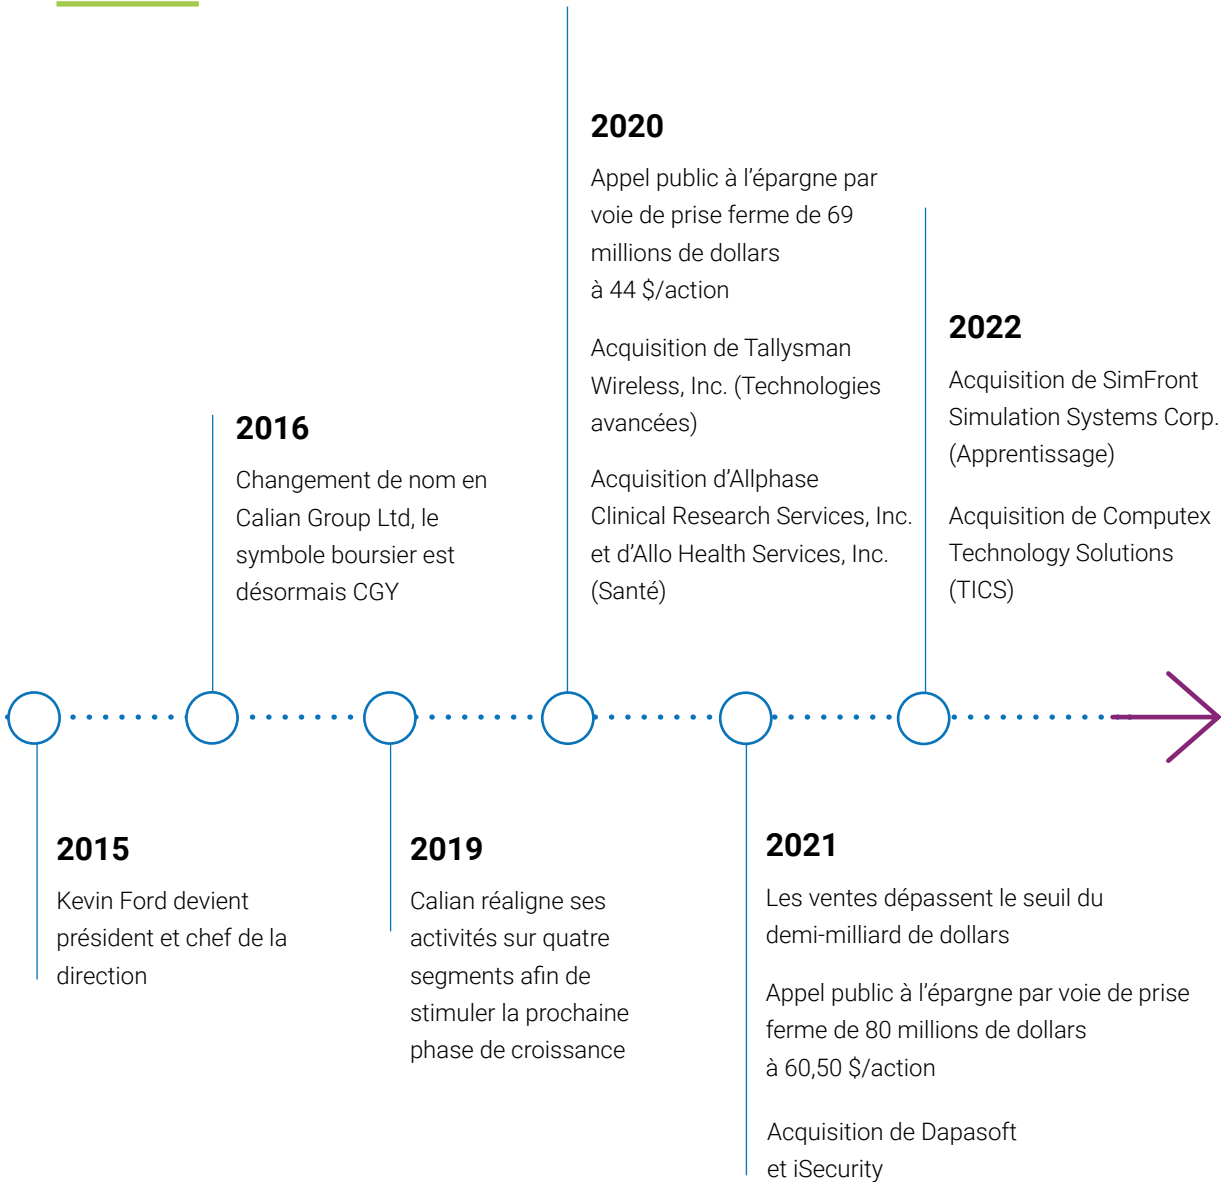 2020
Appel public à l’épargne par
voie de prise ferme de 69
millions de dollars
à 44 $/action
Acquisition de Tallysman
Wireless, Inc. (Technologies
avancées)
Acquisition d’Allphase
Clinical Research Services, Inc.
et d’Allo Health Services, Inc.
(Santé)
2022
Acquisition de SimFront
Simulation Systems Corp.
(Apprentissage)
Acquisition de Computex
Technology Solutions
(TICS)
2016
Changement de nom en
Calian Group Ltd, le
symbole boursier est
désormais CGY
2015
Kevin Ford devient
président et chef de la
direction
2019
Calian réaligne ses
activités sur quatre
segments afin de
stimuler la prochaine
phase de croissance
2021
Les ventes dépassent le seuil du
demi-milliard de dollars
Appel public à l’épargne par voie de prise
ferme de 80 millions de dollars
à 60,50 $/action
Acquisition de Dapasoft
et iSecurity